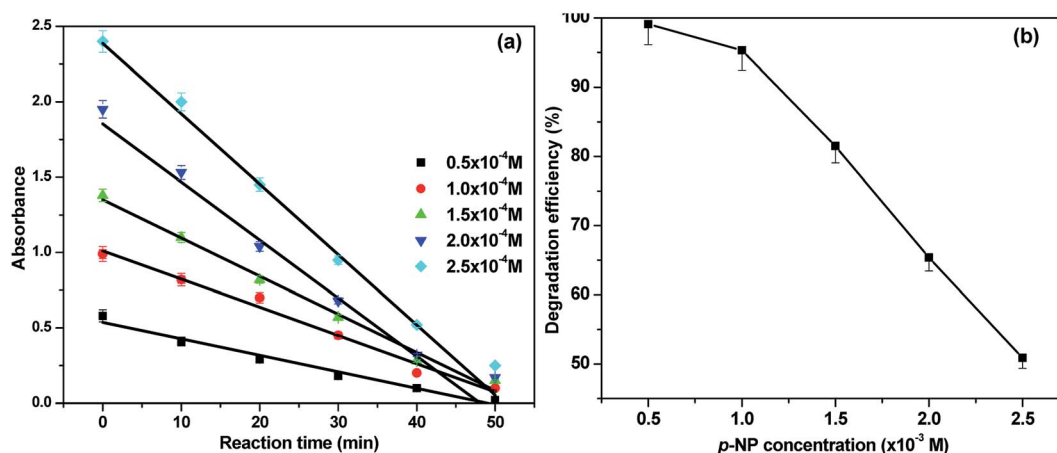 (a)
2.5
2.0
1.5
1.0
0.5
0.0
Absorbance
0.5x10⁻⁴M
1.0x10⁻⁴M
1.5x10⁻⁴M
2.0x10⁻⁴M
2.5x10⁻⁴M
0 10 20 30 40 50
Reaction time (min)
(b)
100
90
80
70
60
50
Degradation efficiency (%)
0.5 1.0 1.5 2.0 2.5
p-NP concentration (x10⁻³ M)